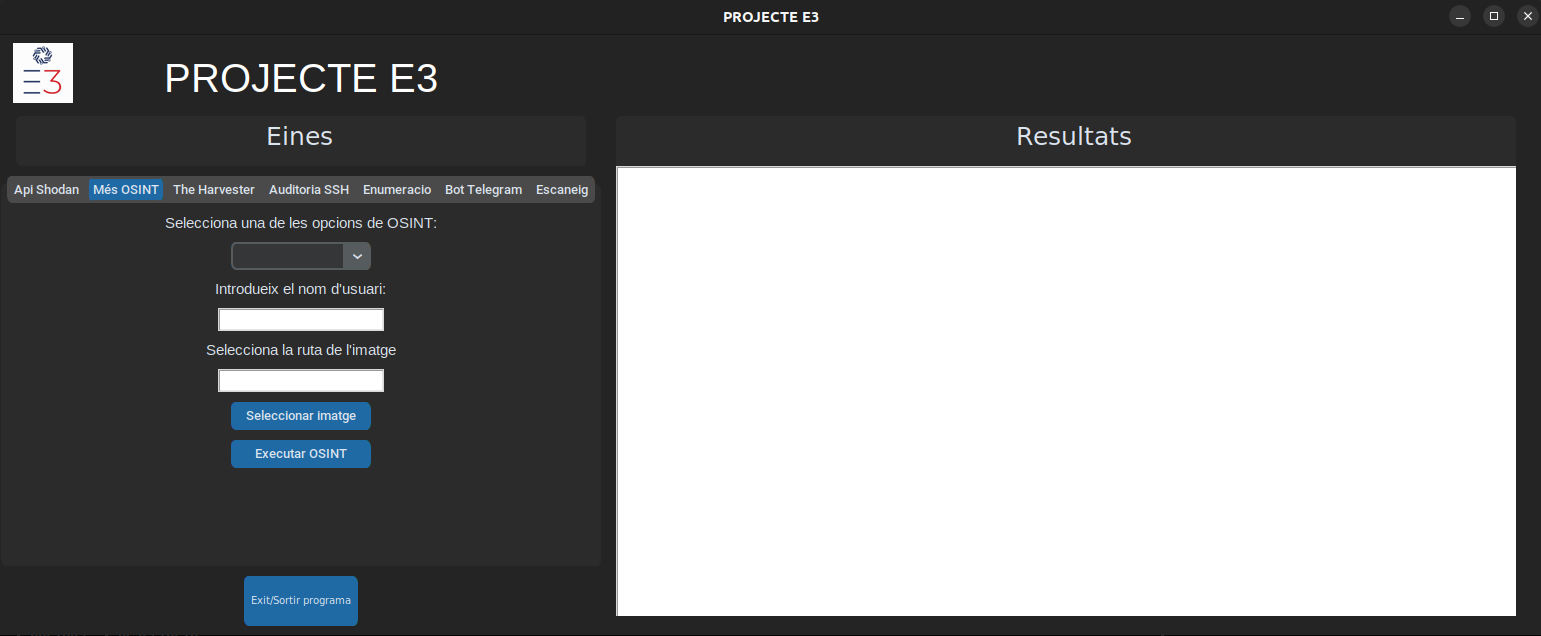 PROJECTE E3
E3
PROJECTE E3
Eines
Resultats
Api Shodan Més OSINT The Harvester Auditoria SSH Enumeracio Bot Telegram Escaneig
Selecciona una de les opcions de OSINT:
Introdueix el nom d'usuari:
Selecciona la ruta de l'imatge
Seleccionar imatge
Executar OSINT
Exit/Sortir programa